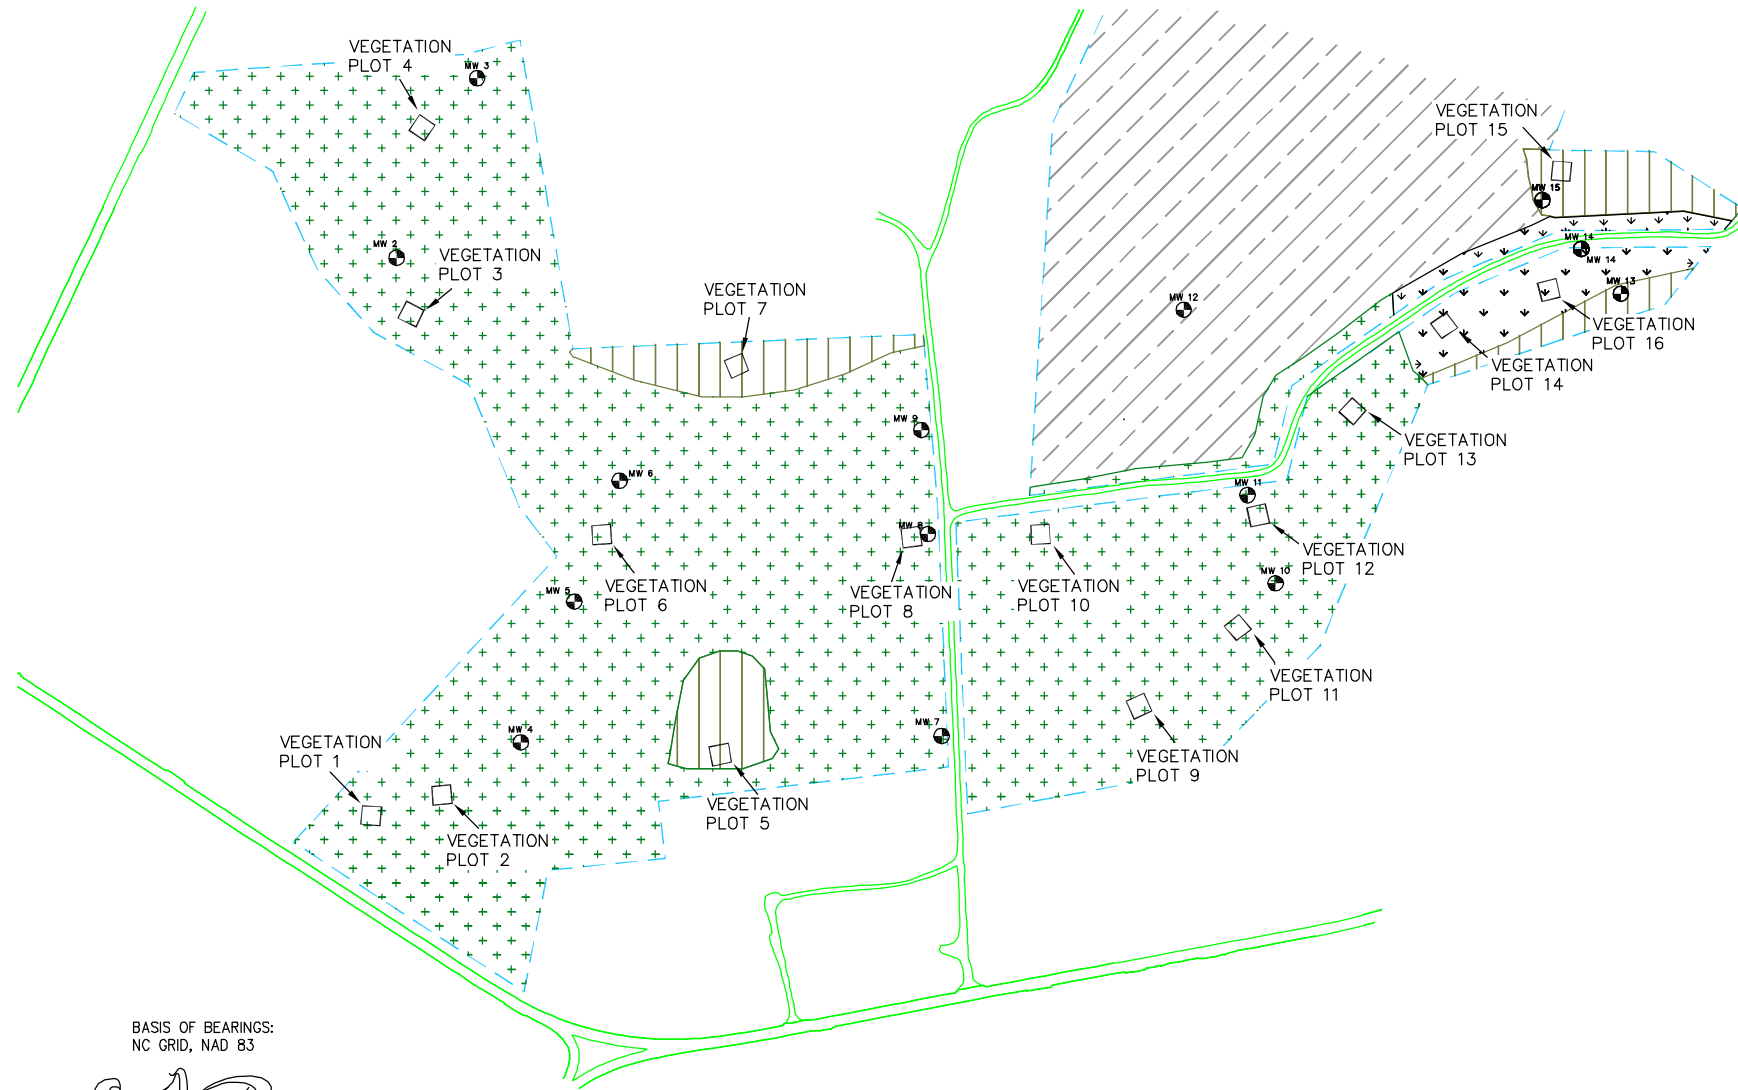 VEGETATION
PLOT 4
MW 3
VEGETATION
PLOT 15
MW 15
MW 2
VEGETATION
PLOT 3
MW 14
MW 14
MW 13
VEGETATION
PLOT 7
MW 12
VEGETATION
PLOT 16
VEGETATION
PLOT 14
MW 9
VEGETATION
PLOT 13
MW 6
MW 11
MW 8
VEGETATION
PLOT 12
MW 5
VEGETATION
PLOT 6
VEGETATION
PLOT 8
VEGETATION
PLOT 10
MW 10
VEGETATION
PLOT 11
MW 4
MW 7
VEGETATION
PLOT 1
VEGETATION
PLOT 9
VEGETATION
PLOT 5
VEGETATION
PLOT 2
BASIS OF BEARINGS:
NC GRID, NAD 83